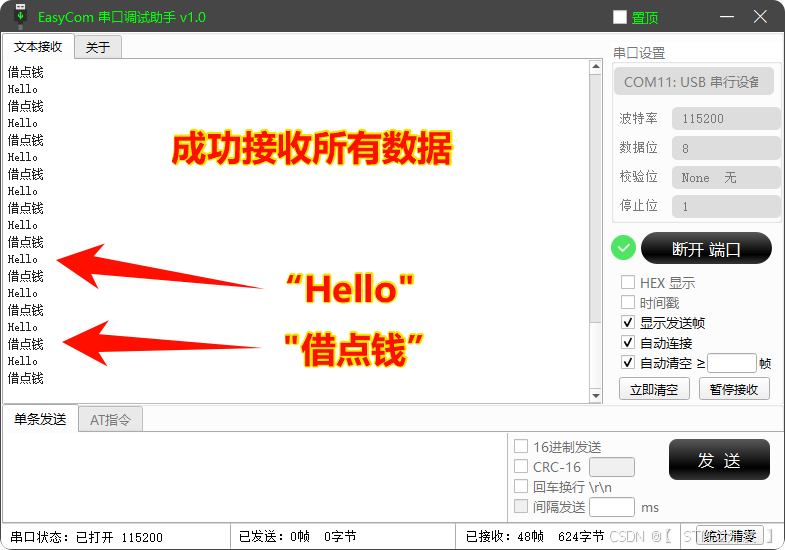 EasyCom 串口调试助手 v1.0
置顶
文本接收
关于
借点钱
Hello
借点钱
Hello
借点钱
Hello
借点钱
Hello
借点钱
Hello
借点钱
Hello
借点钱
Hello
借点钱
Hello
借点钱
Hello
借点钱
成功接收所有数据
“Hello"
"借点钱”
串口设置
COM11: USB 串行设备
波特率 115200
数据位 8
校验位 None 无
停止位 1
断开 端口
HEX 显示
时间戳
显示发送帧
自动连接
自动清空 ≥ 帧
立即清空
暂停接收
单条发送
AT指令
16进制发送
CRC-16
回车换行 \r\n
间隔发送 ms
发 送
串口状态: 已打开 115200
已发送: 0帧 0字节
已接收: 48帧 624字节
统计清零
CSDN @